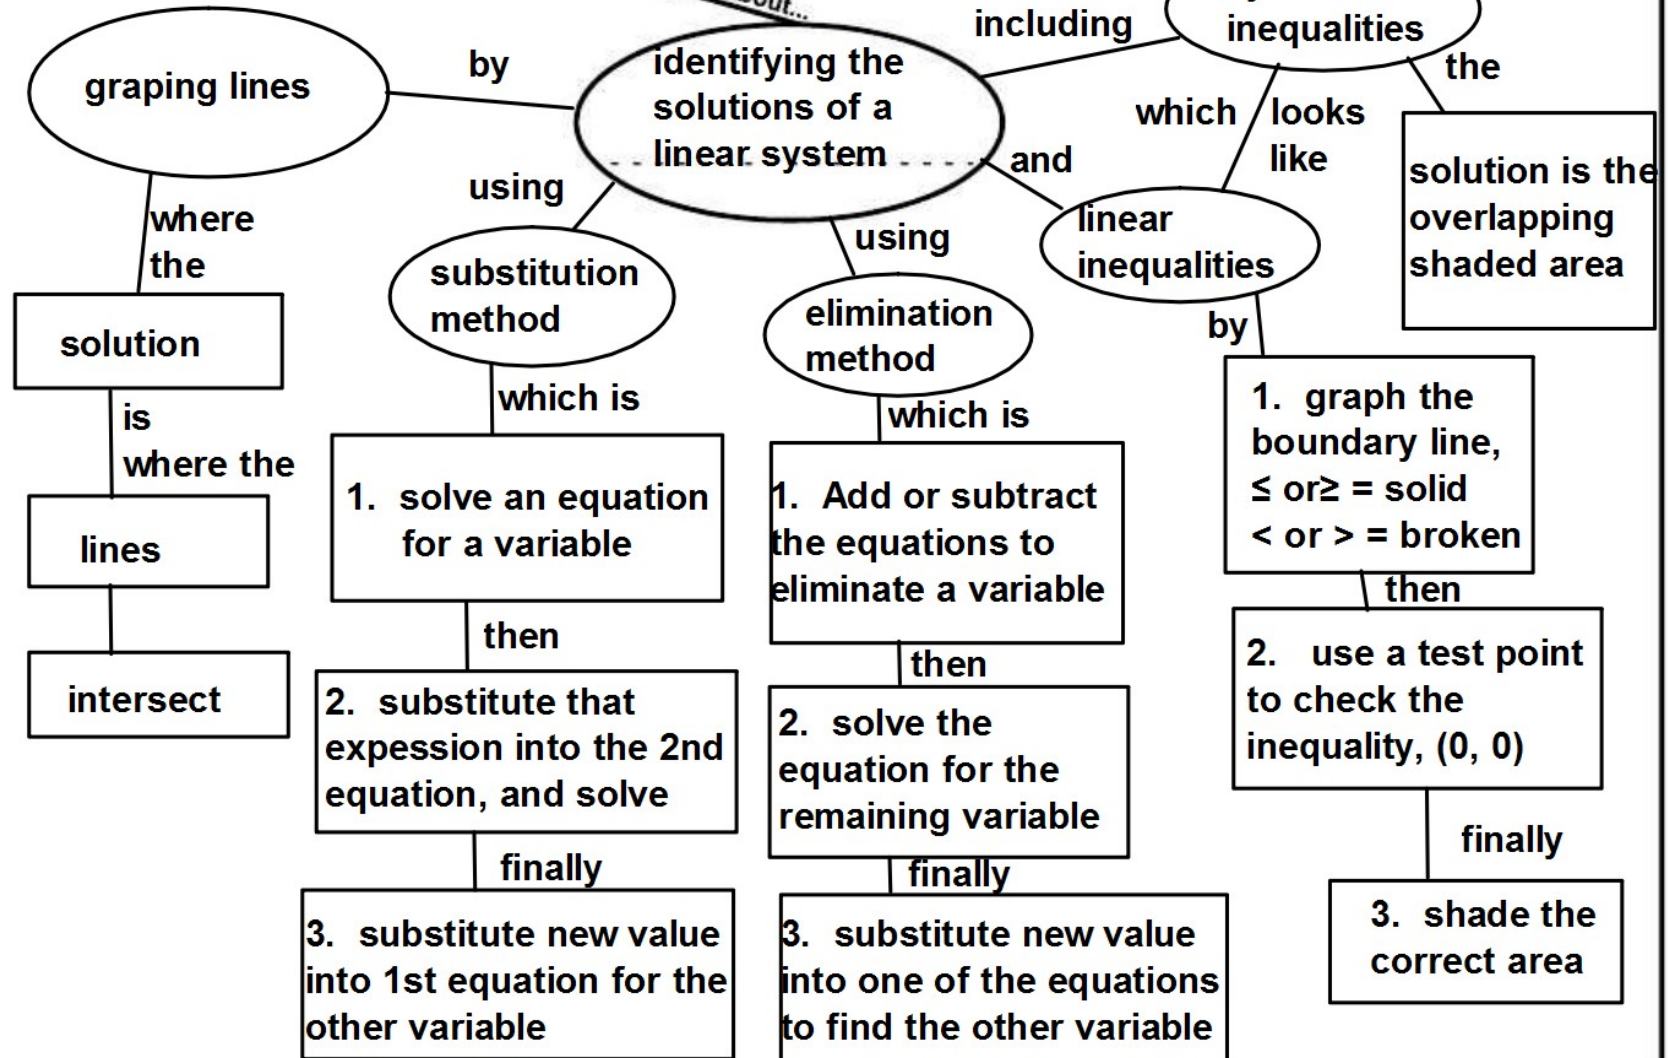 including
inequalities
graping lines
by
identifying the
solutions of a
linear system
the
which
looks
like
and
using
where
the
solution is the
overlapping
shaded area
linear
inequalities
using
substitution
method
elimination
method
by
solution
which is
which is
is
where the
1. graph the
boundary line,
≤ or≥ = solid
< or > = broken
lines
1. solve an equation
for a variable
1. Add or subtract
the equations to
eliminate a variable
then
then
then
intersect
2. substitute that
expession into the 2nd
equation, and solve
2. solve the
equation for the
remaining variable
2. use a test point
to check the
inequality, (0, 0)
finally
finally
finally
3. substitute new value
into 1st equation for the
other variable
3. substitute new value
into one of the equations
to find the other variable
3. shade the
correct area